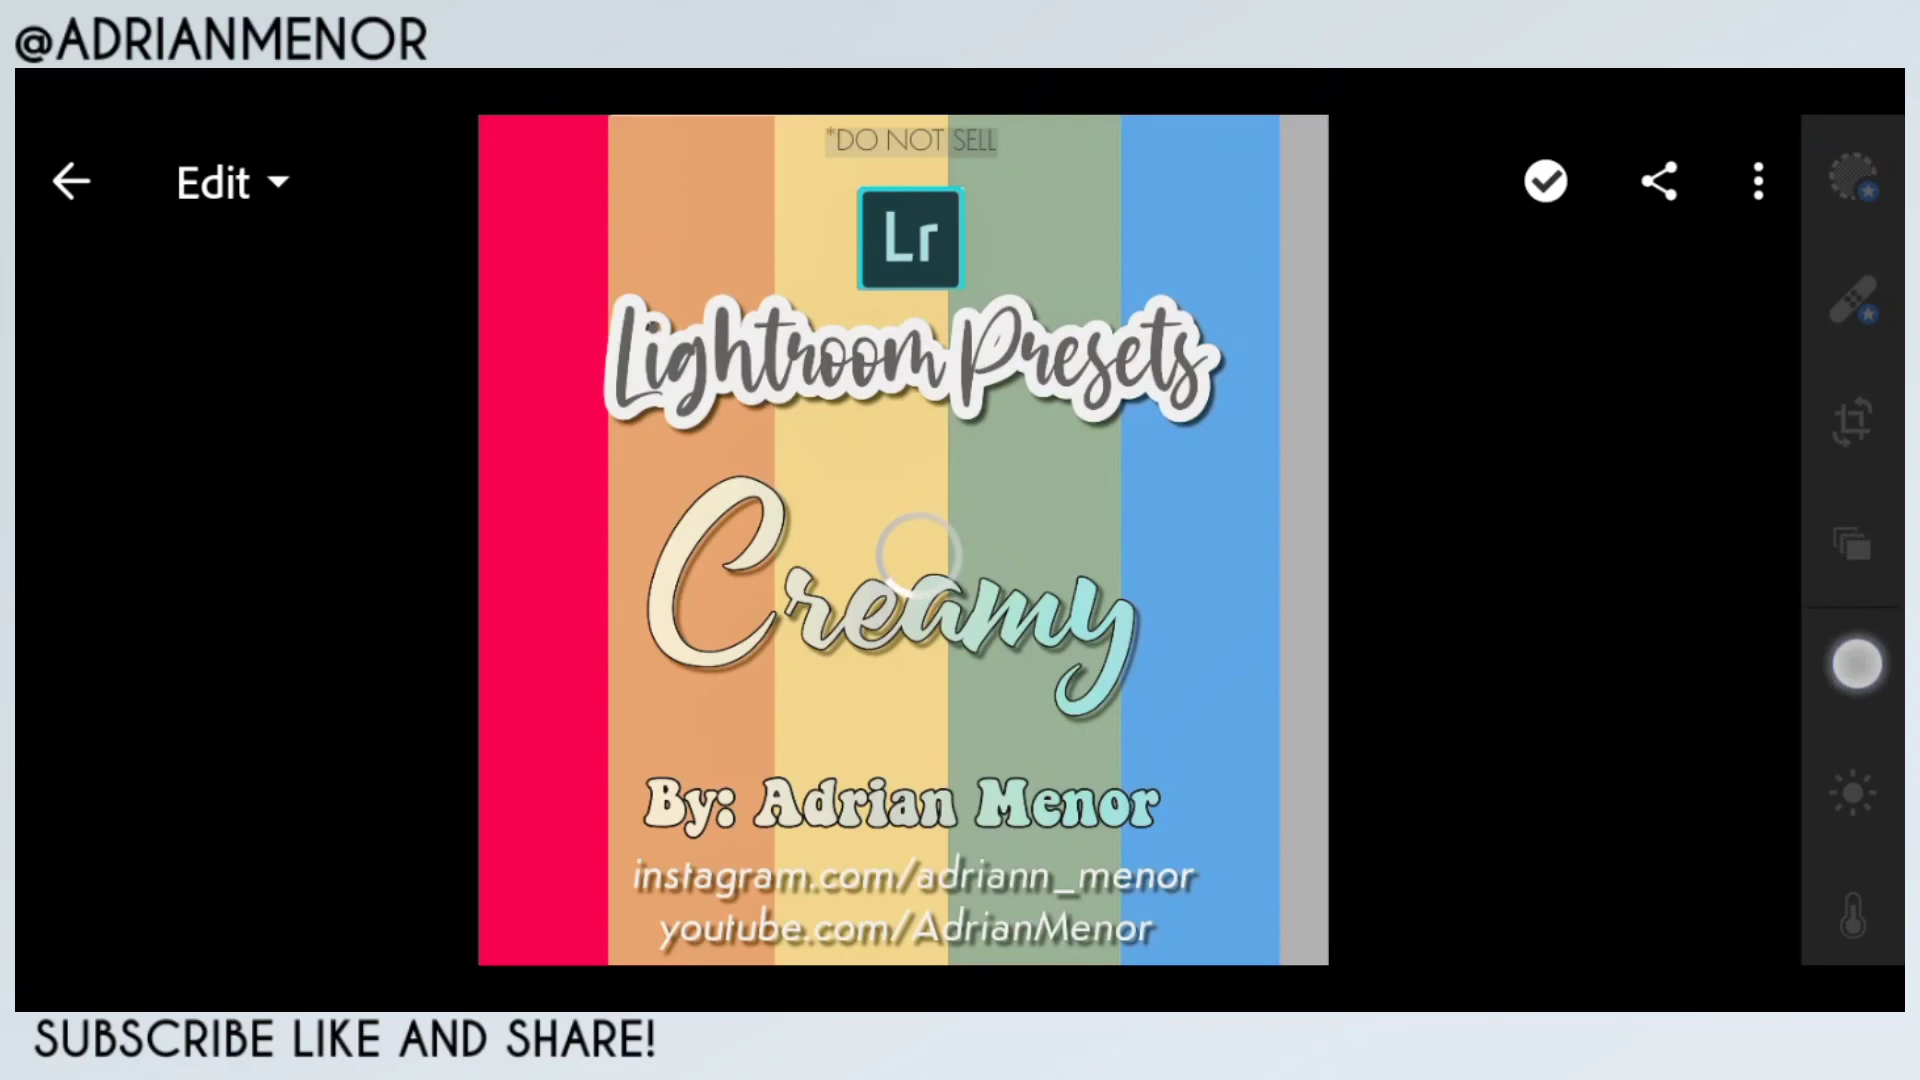 @ADRIANMENOR
Edit
*DO NOT SELL
Lr
Lightroom Presets
Creamy
By: Adrian Menor
instagram.com/adriann_menor
youtube.com/AdrianMenor
SUBSCRIBE LIKE AND SHARE!